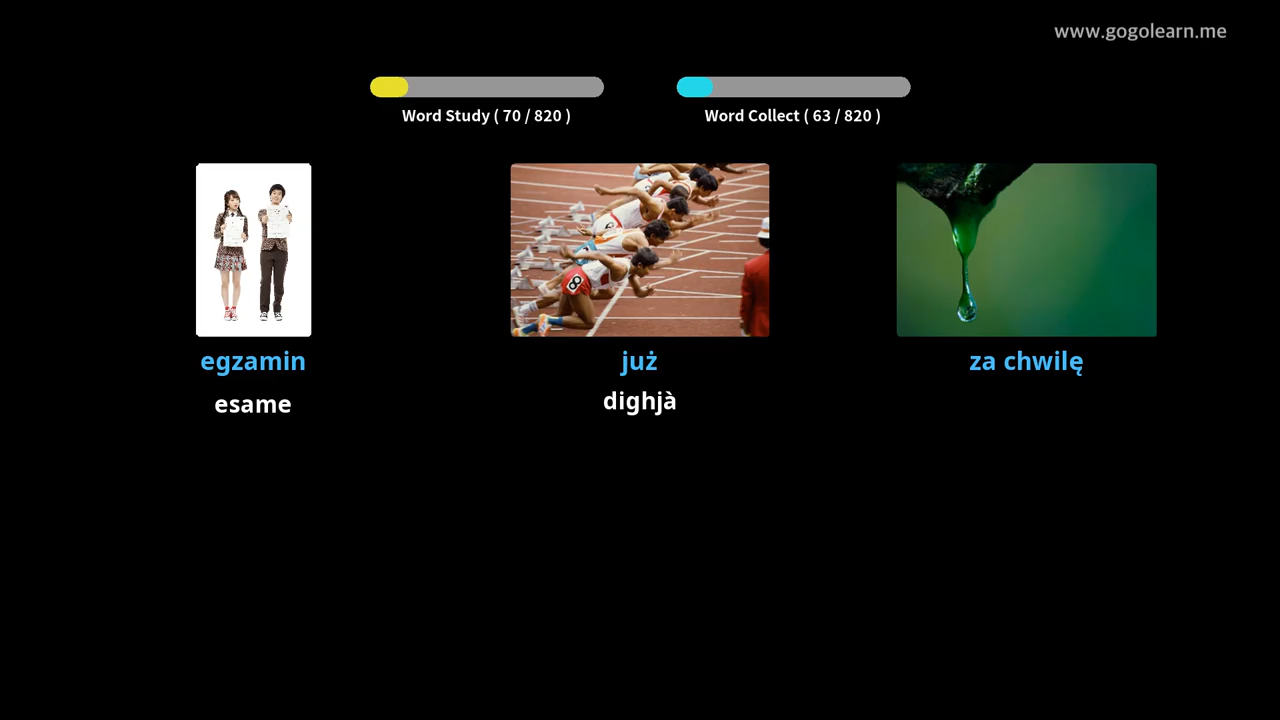 www.gogolearn.me
Word Study ( 70 / 820 )
Word Collect ( 63 / 820 )
egzamin
esame
już
dighjà
za chwilę